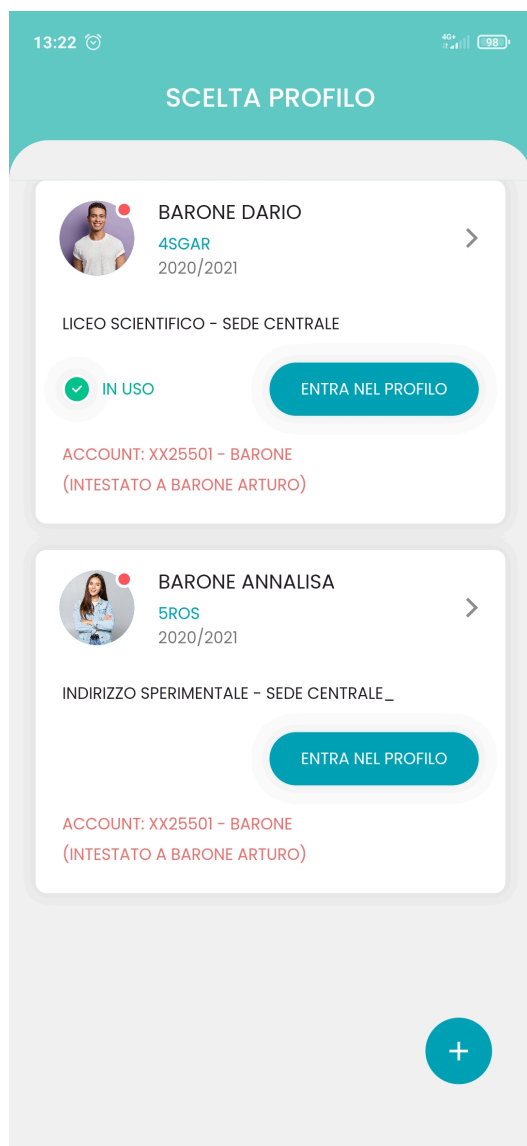 13:22
4G+
98
SCELTA PROFILO
BARONE DARIO
4SGAR
2020/2021
LICEO SCIENTIFICO - SEDE CENTRALE
IN USO
ENTRA NEL PROFILO
ACCOUNT: XX25501 - BARONE
(INTESTATO A BARONE ARTURO)
BARONE ANNALISA
5ROS
2020/2021
INDIRIZZO SPERIMENTALE - SEDE CENTRALE_
ENTRA NEL PROFILO
ACCOUNT: XX25501 - BARONE
(INTESTATO A BARONE ARTURO)
+